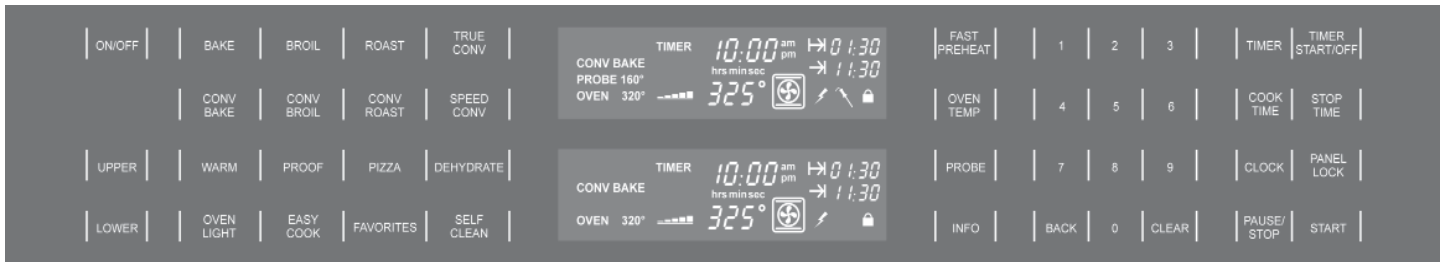 ON/OFF
BAKE
BROIL
ROAST
TRUE
CONV
CONV
BAKE
CONV
BROIL
CONV
ROAST
SPEED
CONV
UPPER
WARM
PROOF
PIZZA
DEHYDRATE
LOWER
OVEN
LIGHT
EASY
COOK
FAVORITES
SELF
CLEAN
TIMER 10:00 am 01:30
pm
CONV BAKE hrs min sec 11:30
PROBE 160°
OVEN 320° 325°
TIMER 10:00 am 01:30
pm
CONV BAKE hrs min sec 11:30
OVEN 320° 325°
FAST
PREHEAT
1
2
3
TIMER
TIMER
START/OFF
OVEN
TEMP
4
5
6
COOK
TIME
STOP
TIME
PROBE
7
8
9
CLOCK
PANEL
LOCK
INFO
BACK
0
CLEAR
PAUSE/
STOP
START